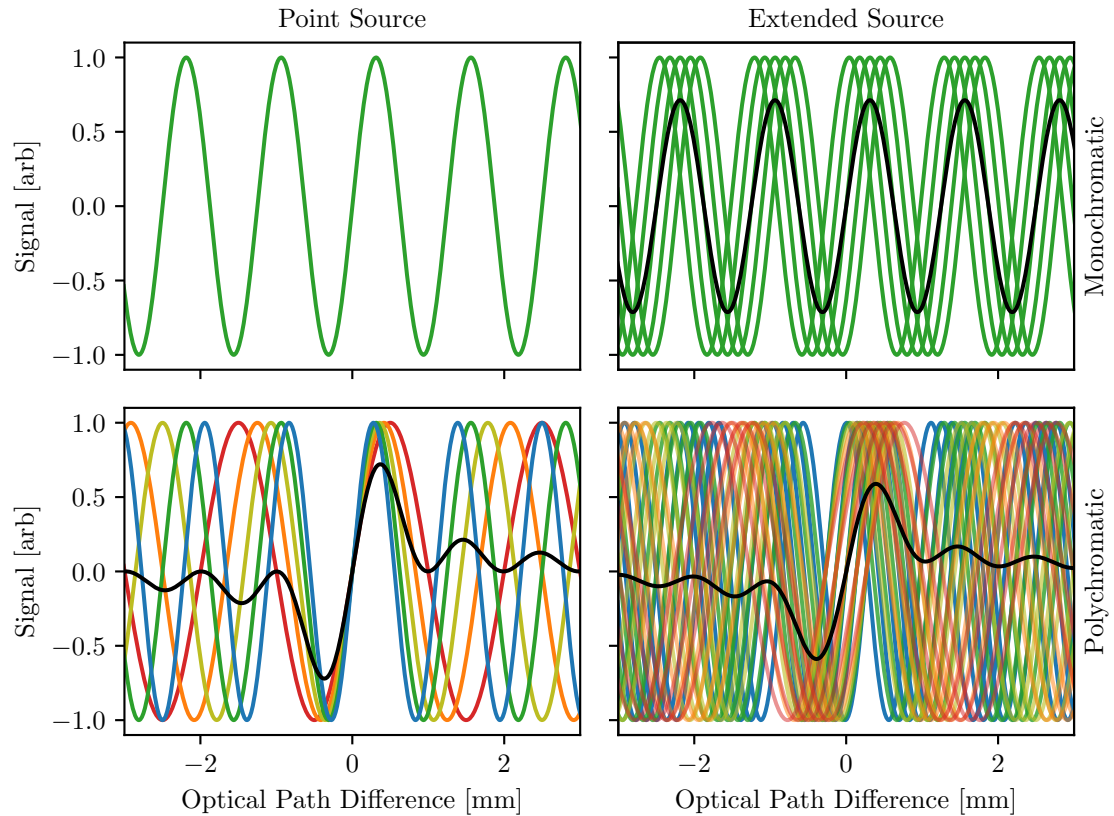 Point Source
Extended Source
1.0
0.5
0.0
−0.5
−1.0
Signal [arb]
Monochromatic
1.0
0.5
0.0
−0.5
−1.0
Signal [arb]
Polychromatic
−2
0
2
−2
0
2
Optical Path Difference [mm]
Optical Path Difference [mm]